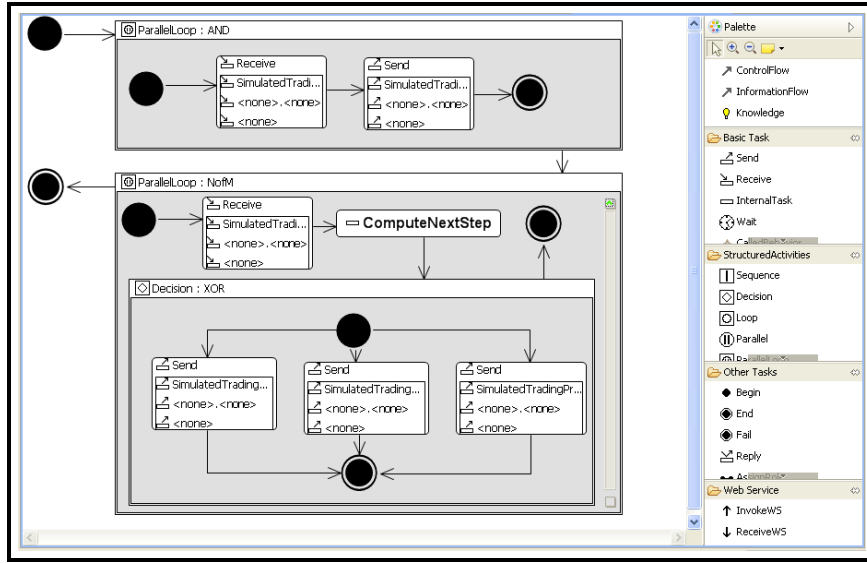 ParallelLoop : AND
Receive
SimulatedTradi...
<none>.<none>
<none>
Send
SimulatedTradi...
<none>.<none>
<none>
ParallelLoop : NofM
Receive
SimulatedTradi...
<none>.<none>
<none>
ComputeNextStep
Decision : XOR
Send
SimulatedTrading...
<none>.<none>
<none>
Send
SimulatedTrading...
<none>.<none>
<none>
Send
SimulatedTradingPr...
<none>.<none>
<none>
Palette
ControlFlow
InformationFlow
Knowledge
Basic Task
Send
Receive
InternalTask
Wait
StructuredActivities
Sequence
Decision
Loop
Parallel
Other Tasks
Begin
End
Fail
Reply
Web Service
InvokeWS
ReceiveWS